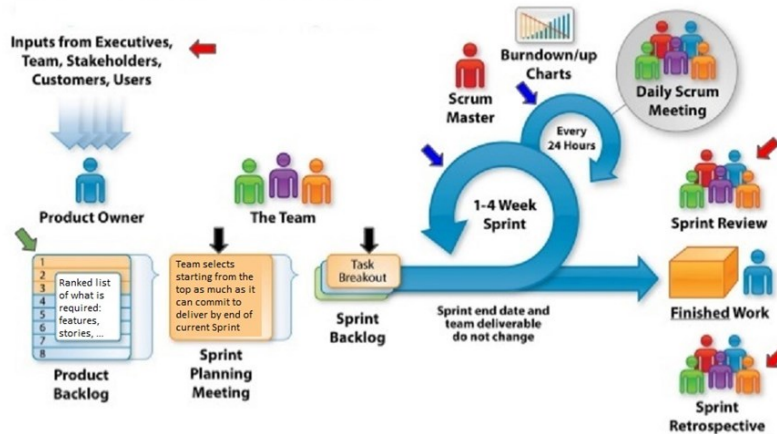 Inputs from Executives,
Team, Stakeholders,
Customers, Users
Product Owner
The Team
Scrum
Master
Burndown/up
Charts
Daily Scrum
Meeting
Every
24 Hours
1-4 Week
Sprint
Sprint Review
1
2
3
4
5
6
7
8
Ranked list
of what is
required:
features,
stories, ...
Product
Backlog
Team selects
starting from the
top as much as it
can commit to
deliver by end of
current Sprint
Sprint
Planning
Meeting
Task
Breakout
Sprint
Backlog
Sprint end date and
team deliverable
do not change
Finished Work
Sprint
Retrospective